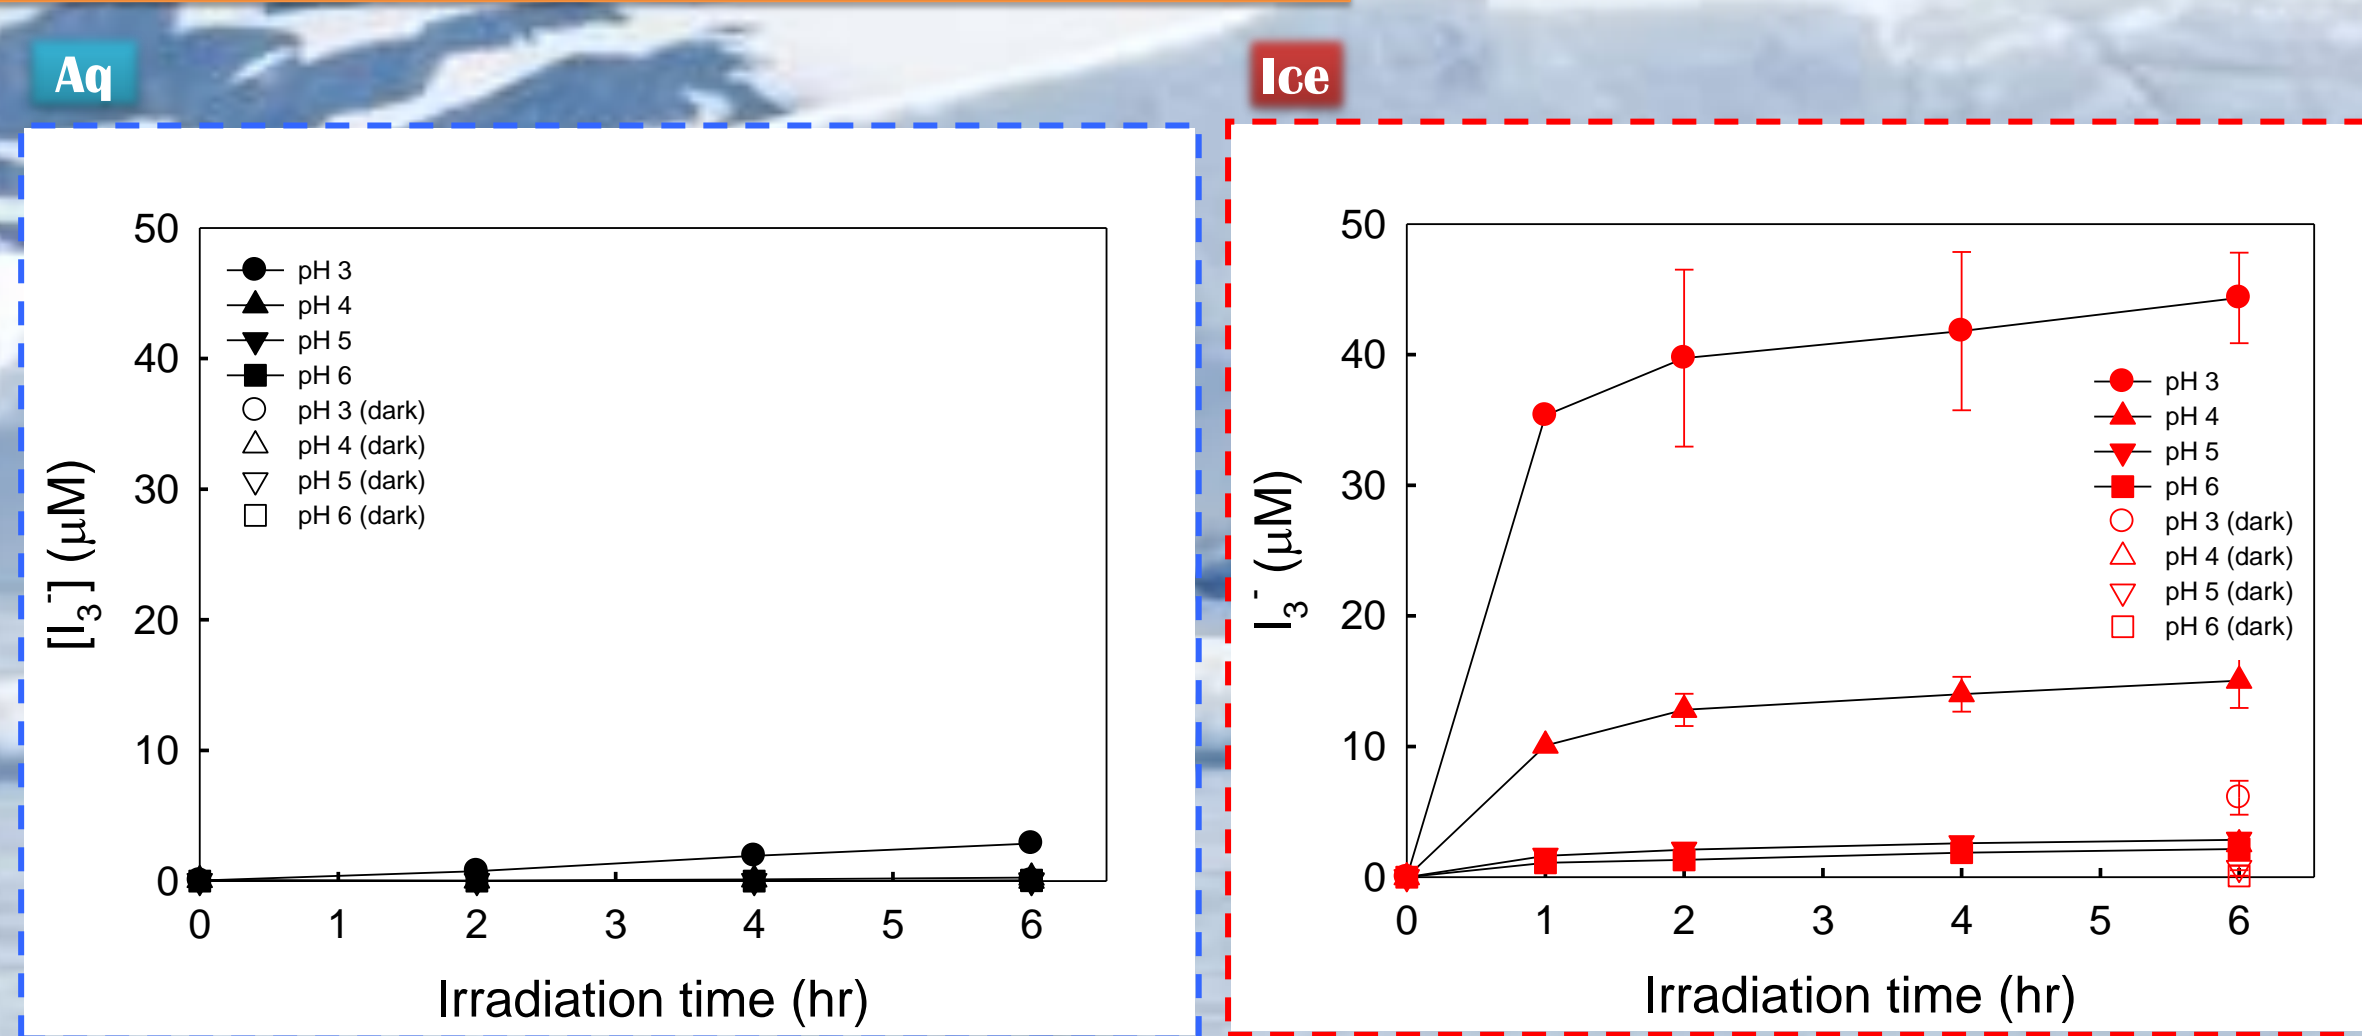 Aq
50
40
30
20
10
0
[I₃⁻] (μM)
pH 3
pH 4
pH 5
pH 6
pH 3 (dark)
pH 4 (dark)
pH 5 (dark)
pH 6 (dark)
0 1 2 3 4 5 6
Irradiation time (hr)
Ice
50
40
30
20
10
0
I₃⁻ (μM)
pH 3
pH 4
pH 5
pH 6
pH 3 (dark)
pH 4 (dark)
pH 5 (dark)
pH 6 (dark)
0 1 2 3 4 5 6
Irradiation time (hr)